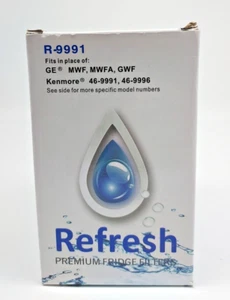 R-9991
Fits in place of:
GE® MWF, MWFA, GWF
Kenmore® 46-9991, 46-9996
See side for more specific model numbers
Refresh
PREMIUM FRIDGE FILTERS